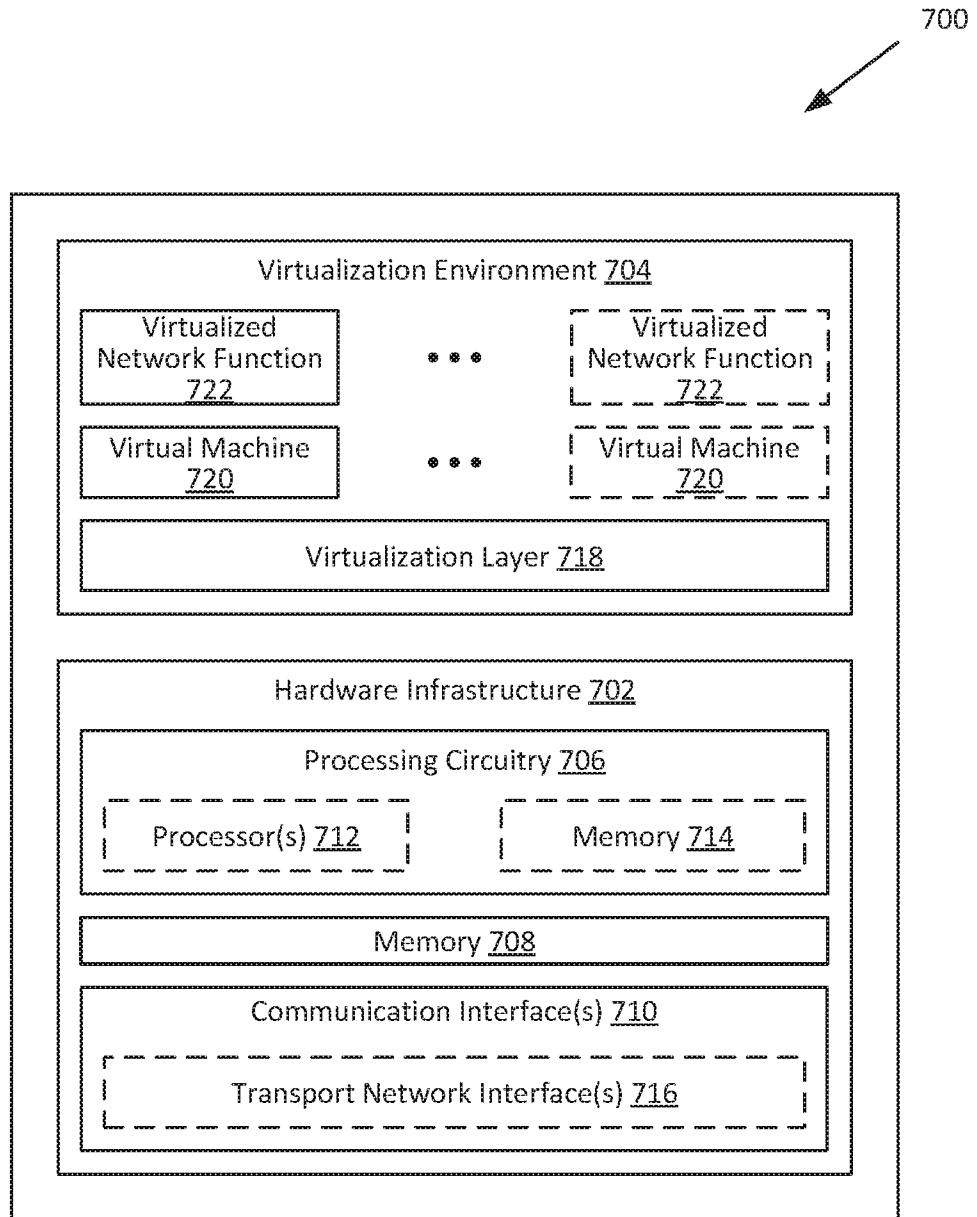 700
Virtualization Environment 704
Virtualized
Network Function
722
Virtualized
Network Function
722
Virtual Machine
720
Virtual Machine
720
Virtualization Layer 718
Hardware Infrastructure 702
Processing Circuitry 706
Processor(s) 712
Memory 714
Memory 708
Communication Interface(s) 710
Transport Network Interface(s) 716